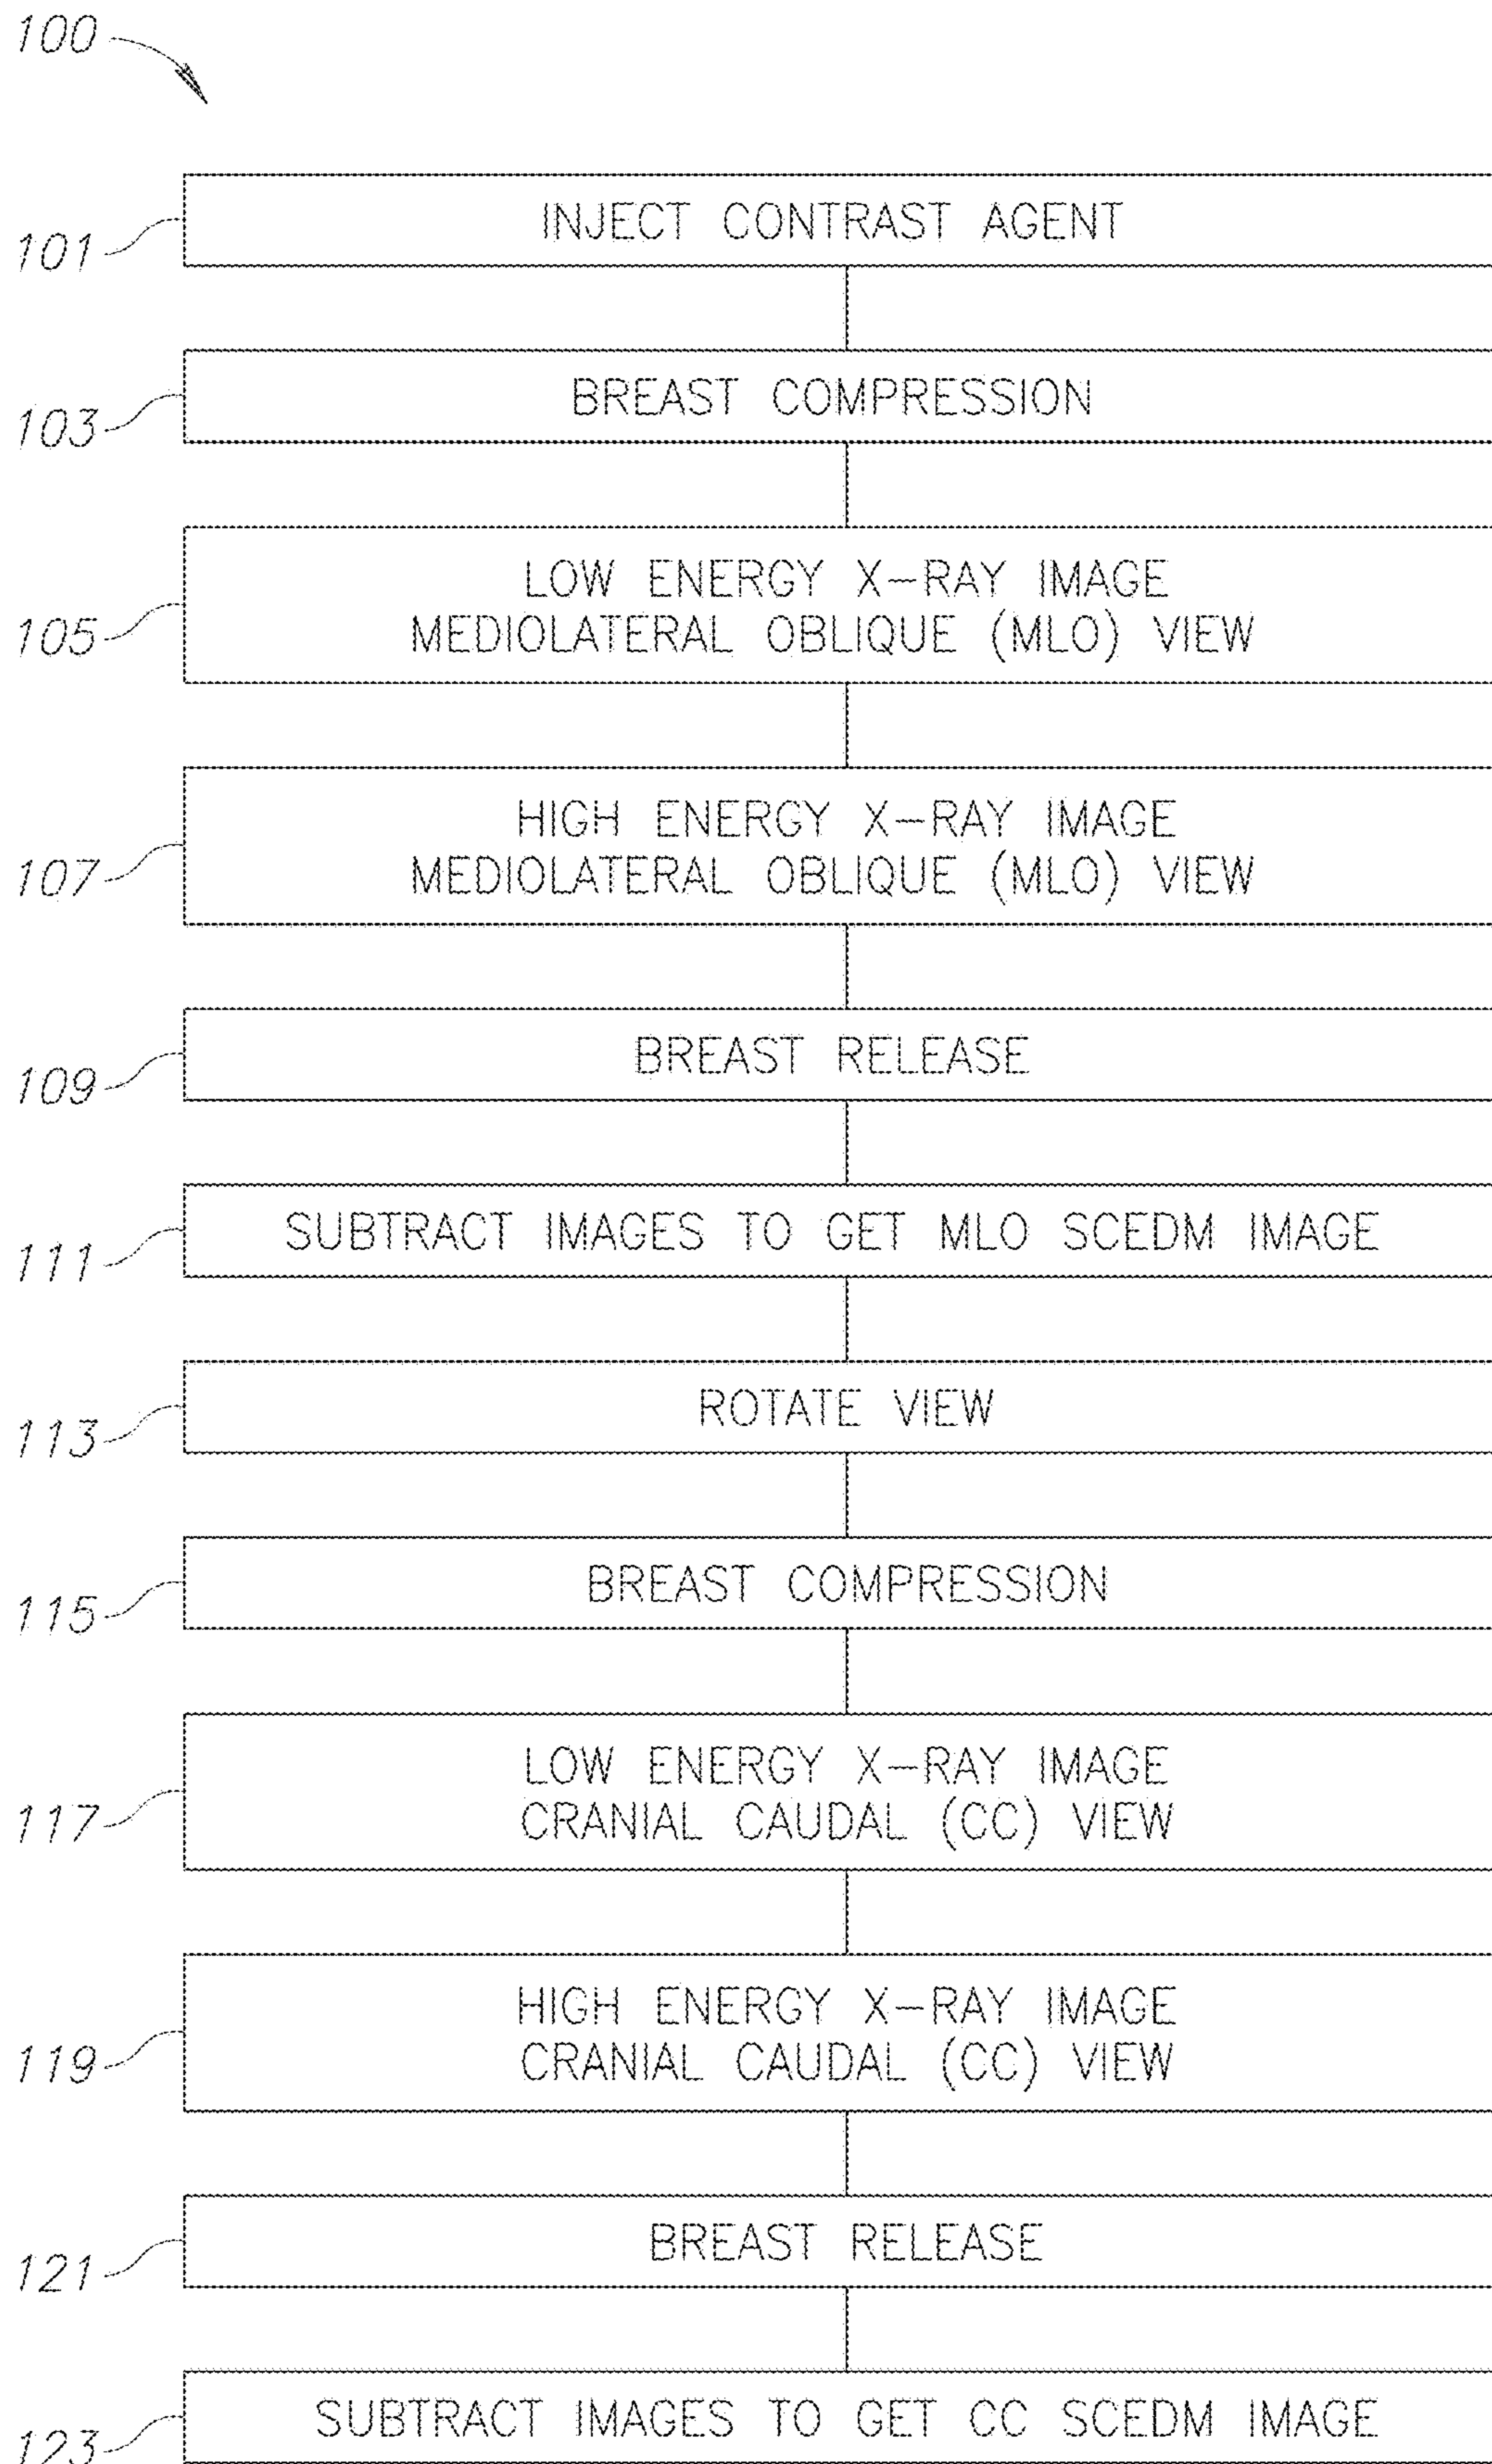 100
INJECT CONTRAST AGENT
101
BREAST COMPRESSION
103
LOW ENERGY X-RAY IMAGE
MEDIOLATERAL OBLIQUE (MLO) VIEW
105
HIGH ENERGY X-RAY IMAGE
MEDIOLATERAL OBLIQUE (MLO) VIEW
107
BREAST RELEASE
109
SUBTRACT IMAGES TO GET MLO SCEDM IMAGE
111
ROTATE VIEW
113
BREAST COMPRESSION
115
LOW ENERGY X-RAY IMAGE
CRANIAL CAUDAL (CC) VIEW
117
HIGH ENERGY X-RAY IMAGE
CRANIAL CAUDAL (CC) VIEW
119
BREAST RELEASE
121
SUBTRACT IMAGES TO GET CC SCEDM IMAGE
123